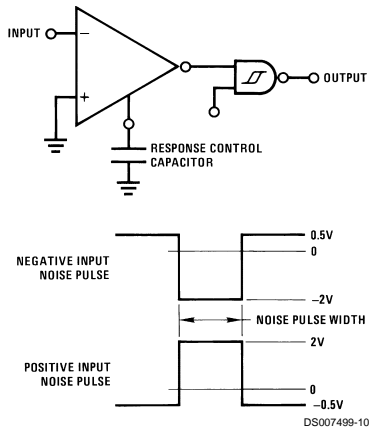 INPUT
−
+
OUTPUT
RESPONSE CONTROL
CAPACITOR
0.5V
0
NEGATIVE INPUT
NOISE PULSE
−2V
NOISE PULSE WIDTH
2V
POSITIVE INPUT
NOISE PULSE
0
−0.5V
DS007499-10